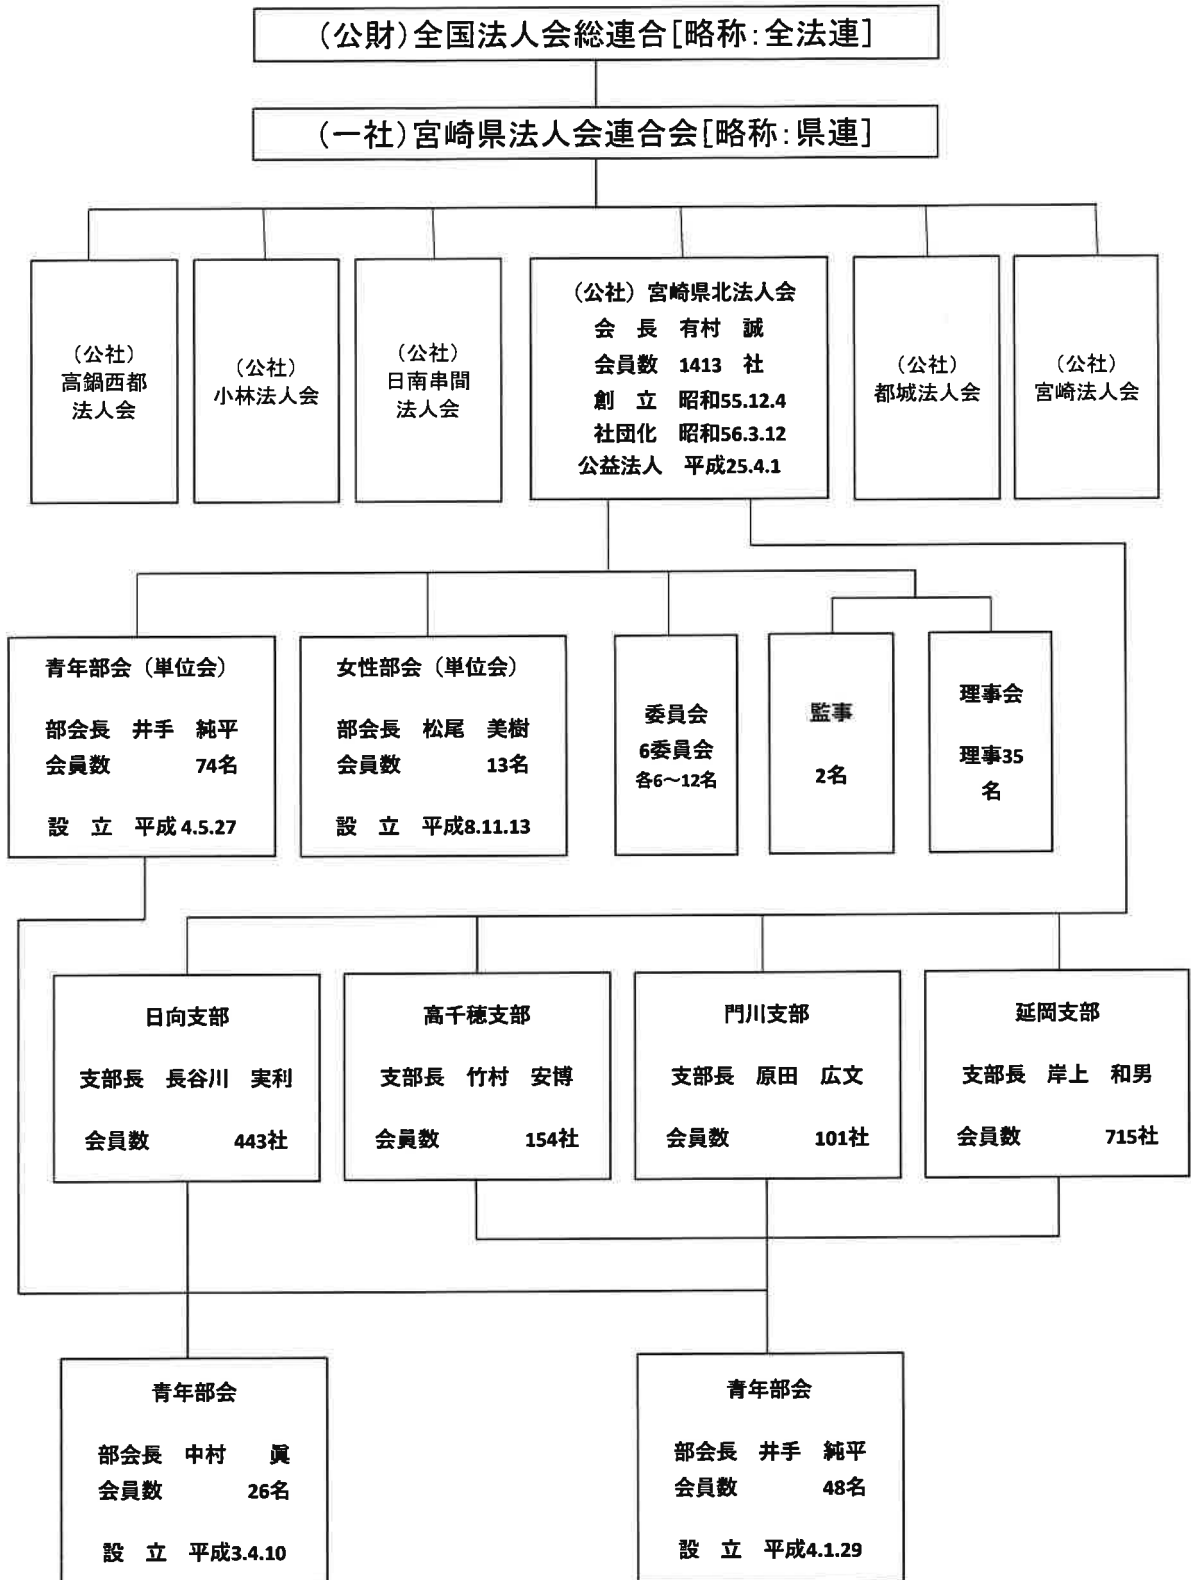 (公財)全国法人会総連合[略称:全法連]
(一社)宮崎県法人会連合会[略称:県連]
(公社)
高鍋西都
法人会
(公社)
小林法人会
(公社)
日南串間
法人会
(公社)宮崎県北法人会
会　長　有村　誠
会員数　1413　社
創　立　昭和55.12.4
社団化　昭和56.3.12
公益法人　平成25.4.1
(公社)
都城法人会
(公社)
宮崎法人会
青年部会（単位会）
部会長　井手　純平
会員数　74名
設　立　平成4.5.27
女性部会（単位会）
部会長　松尾　美樹
会員数　13名
設　立　平成8.11.13
委員会
6委員会
各6～12名
監事
2名
理事会
理事35
名
日向支部
支部長　長谷川　実利
会員数　443社
高千穂支部
支部長　竹村　安博
会員数　154社
門川支部
支部長　原田　広文
会員数　101社
延岡支部
支部長　岸上　和男
会員数　715社
青年部会
部会長　中村　眞
会員数　26名
設　立　平成3.4.10
青年部会
部会長　井手　純平
会員数　48名
設　立　平成4.1.29